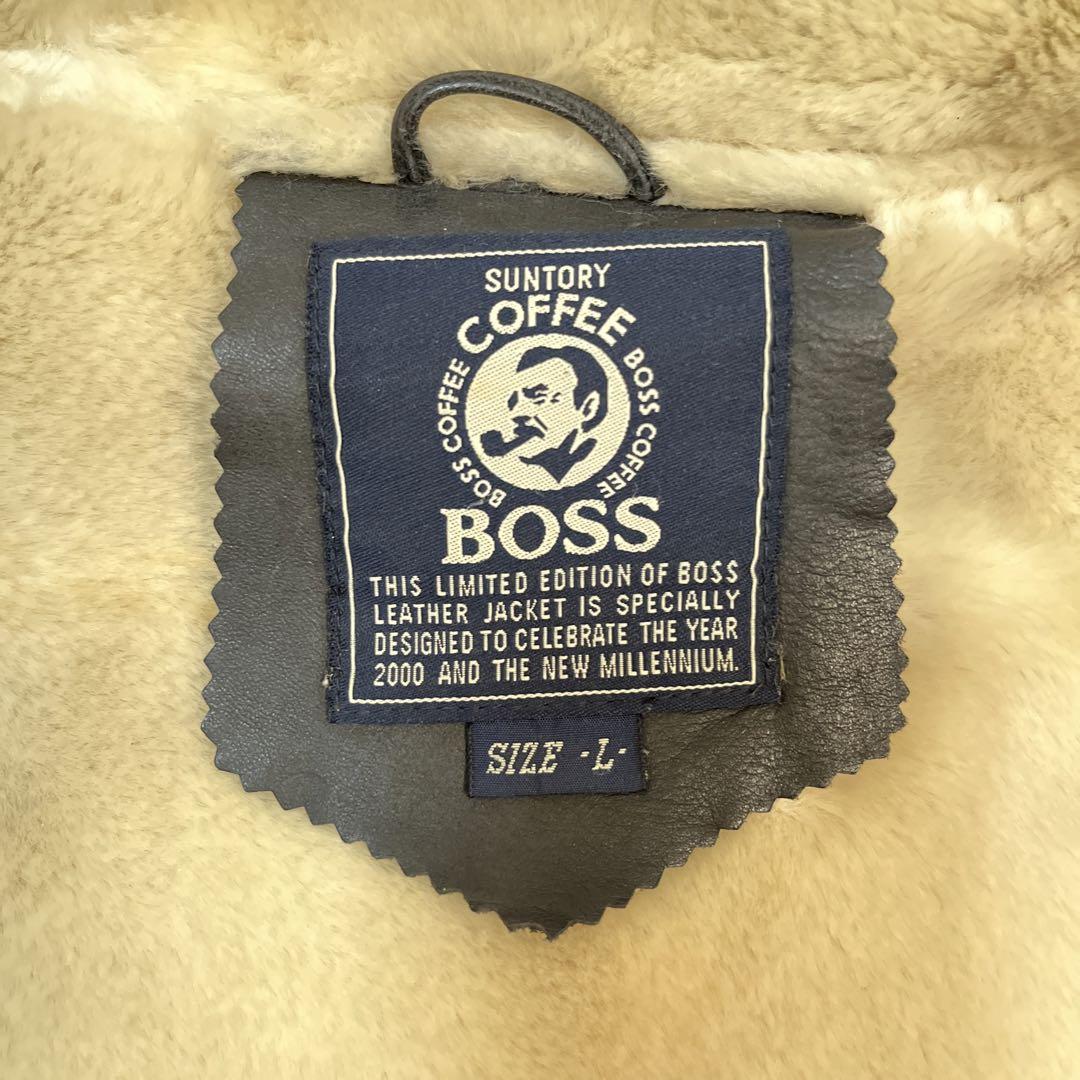 SUNTORY
COFFEE
BOSS COFFEE
BOSS COFFEE
BOSS
THIS LIMITED EDITION OF BOSS
LEATHER JACKET IS SPECIALLY
DESIGNED TO CELEBRATE THE YEAR
2000 AND THE NEW MILLENNIUM.
SIZE -L-